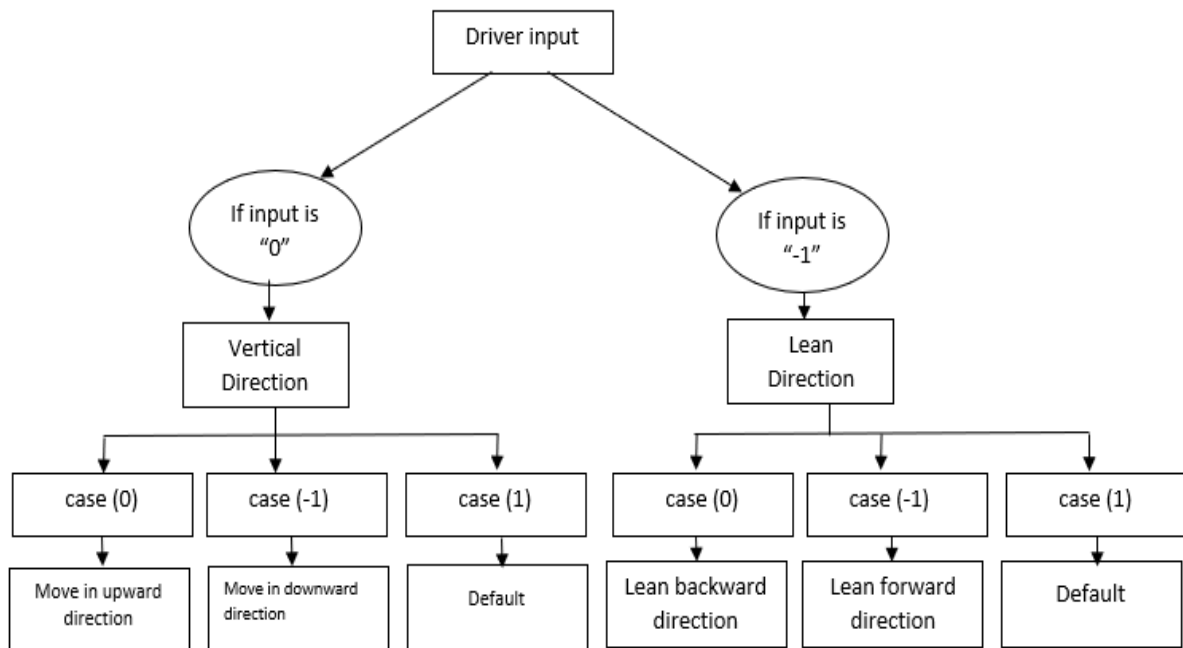 Driver input
If input is
“0”
If input is
“-1”
Vertical
Direction
Lean
Direction
case (0)
case (-1)
case (1)
case (0)
case (-1)
case (1)
Move in upward
direction
Move in downward
direction
Default
Lean backward
direction
Lean forward
direction
Default